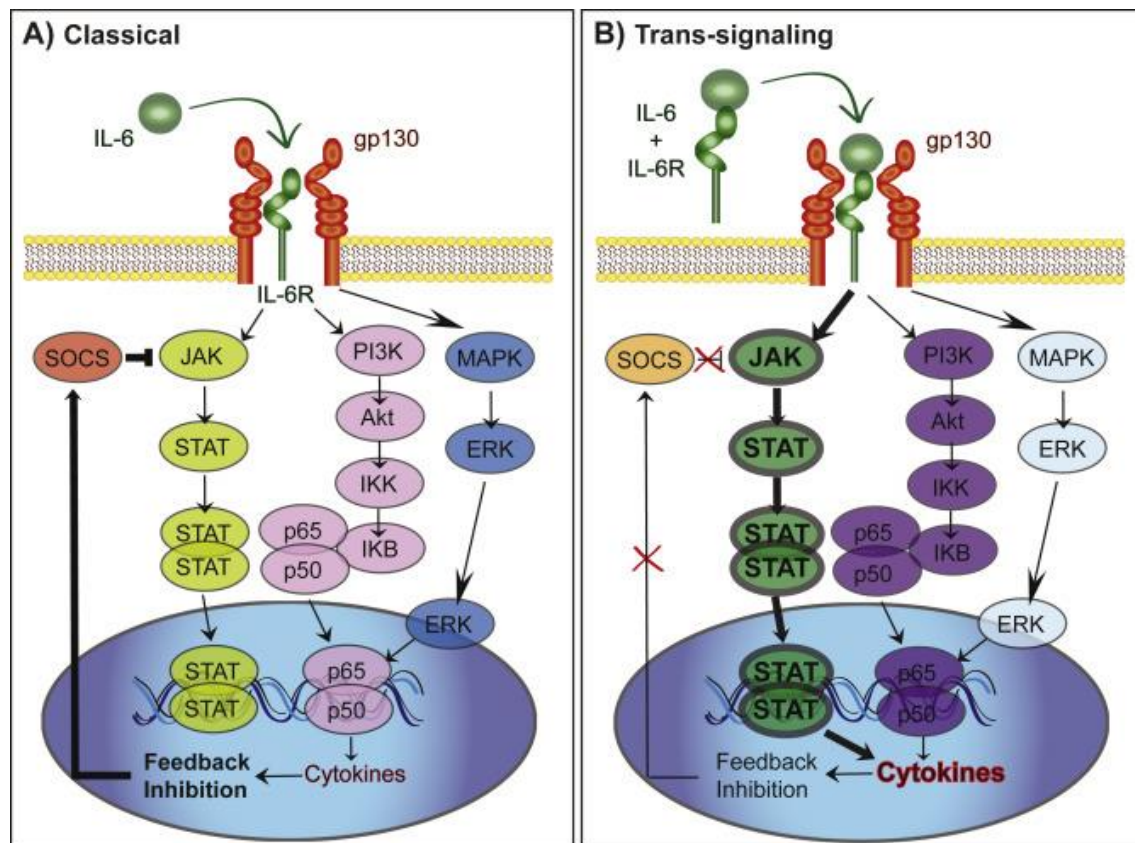 A) Classical
IL-6
gp130
IL-6R
SOCS
JAK
PI3K
MAPK
STAT
Akt
ERK
IKK
STAT
STAT
p65
p50
IKB
ERK
STAT
STAT
p65
p50
Feedback
Inhibition
Cytokines
B) Trans-signaling
IL-6
+
IL-6R
gp130
SOCS
JAK
PI3K
MAPK
STAT
Akt
ERK
IKK
STAT
STAT
p65
p50
IKB
ERK
STAT
STAT
p65
p50
Feedback
Inhibition
Cytokines